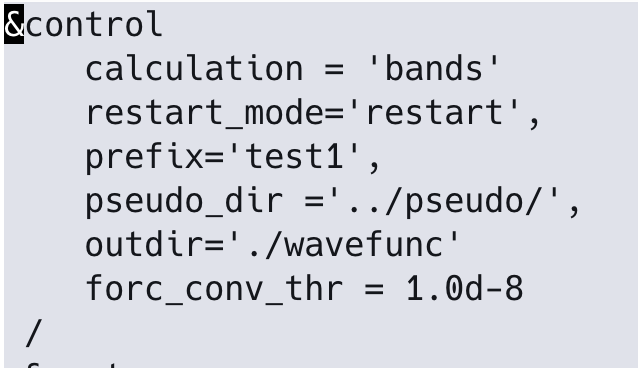 &control
calculation = 'bands'
restart_mode='restart',
prefix='test1',
pseudo_dir ='../pseudo/',
outdir='./wavefunc'
forc_conv_thr = 1.0d-8
/